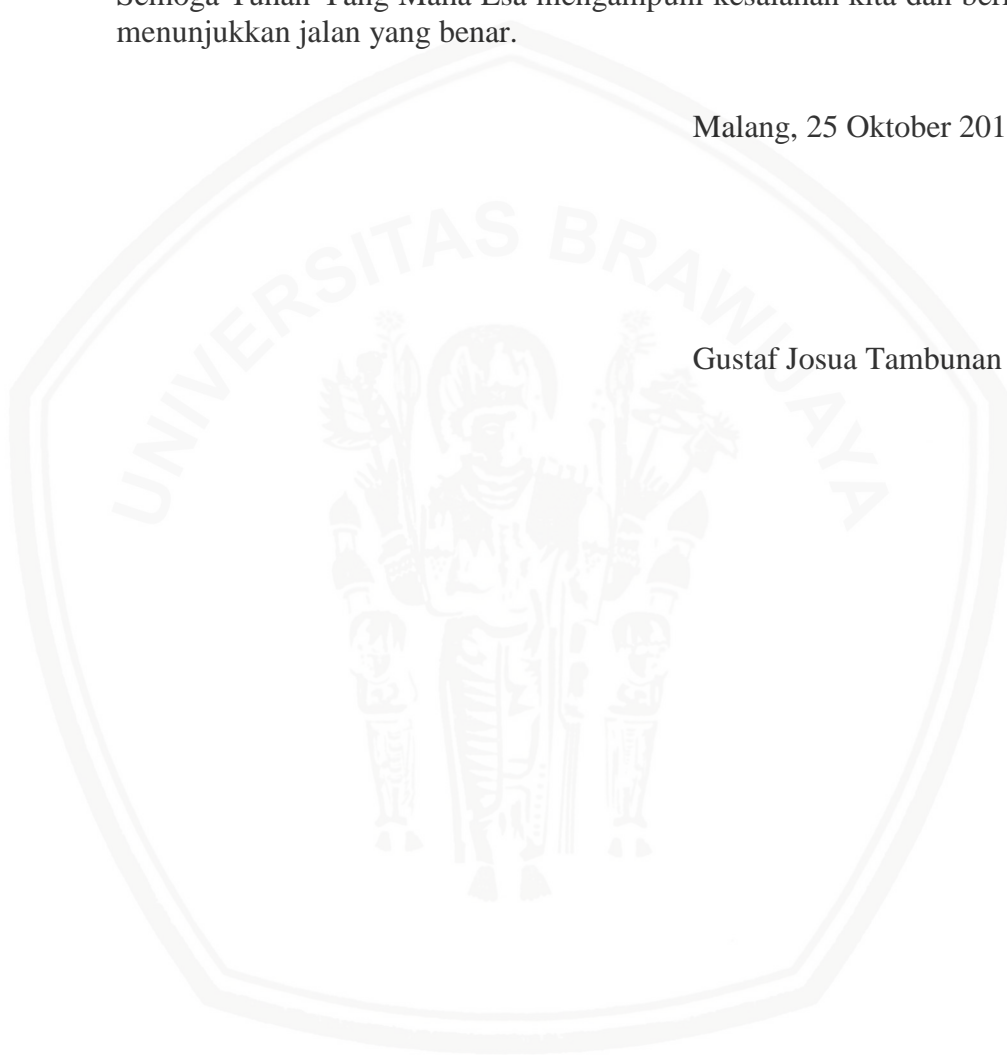 Semoga Tuhan Yang Maha Esa mengampuni kesalahan kita dan
menunjukkan jalan yang benar.
Malang, 25 Oktober 201
Gustaf Josua Tambunan
UNIVERSITAS BRAWIJAYA